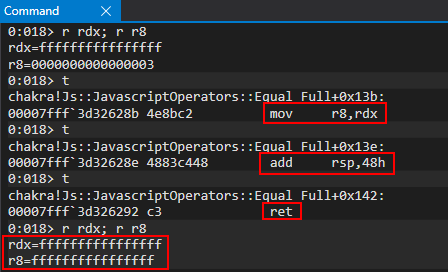 Command
0:018> r rdx; r r8
rdx=ffffffffffffffff
r8=0000000000000003
0:018> t
chakra!Js::JavascriptOperators::Equal_Full+0x13b:
00007fff`3d32628b 4e8bc2 mov r8,rdx
0:018> t
chakra!Js::JavascriptOperators::Equal_Full+0x13e:
00007fff`3d32628e 4883c448 add rsp,48h
0:018> t
chakra!Js::JavascriptOperators::Equal_Full+0x142:
00007fff`3d326292 c3 ret
0:018> r rdx; r r8
rdx=ffffffffffffffff
r8=ffffffffffffffff